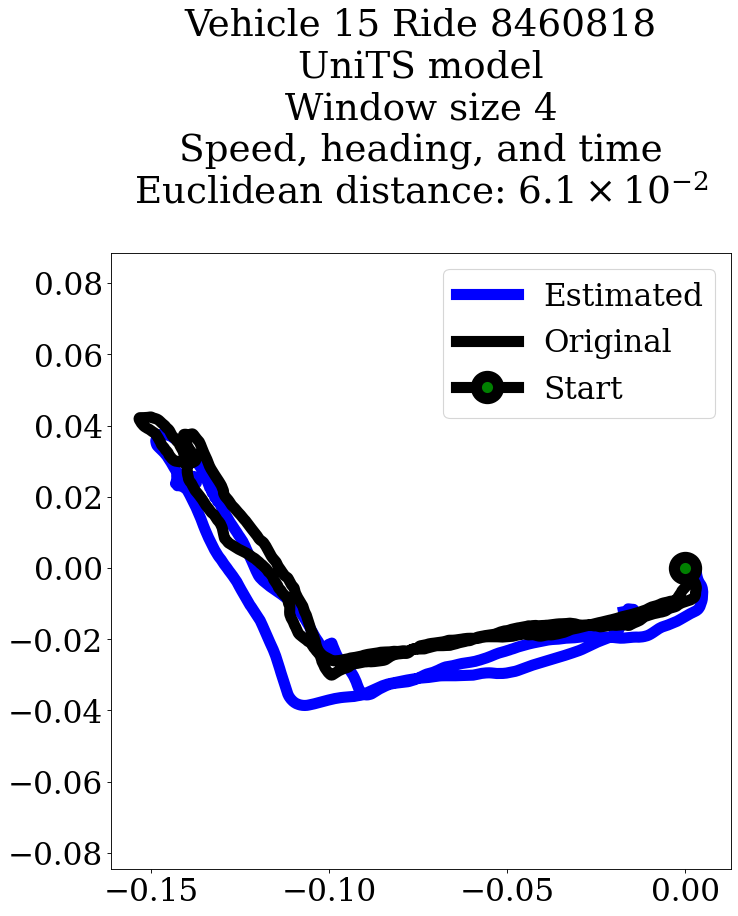 Vehicle 15 Ride 8460818
UniTS model
Window size 4
Speed, heading, and time
Euclidean distance: 6.1 × 10⁻²
Estimated
Original
Start
0.08
0.06
0.04
0.02
0.00
−0.02
−0.04
−0.06
−0.08
−0.15 −0.10 −0.05 0.00